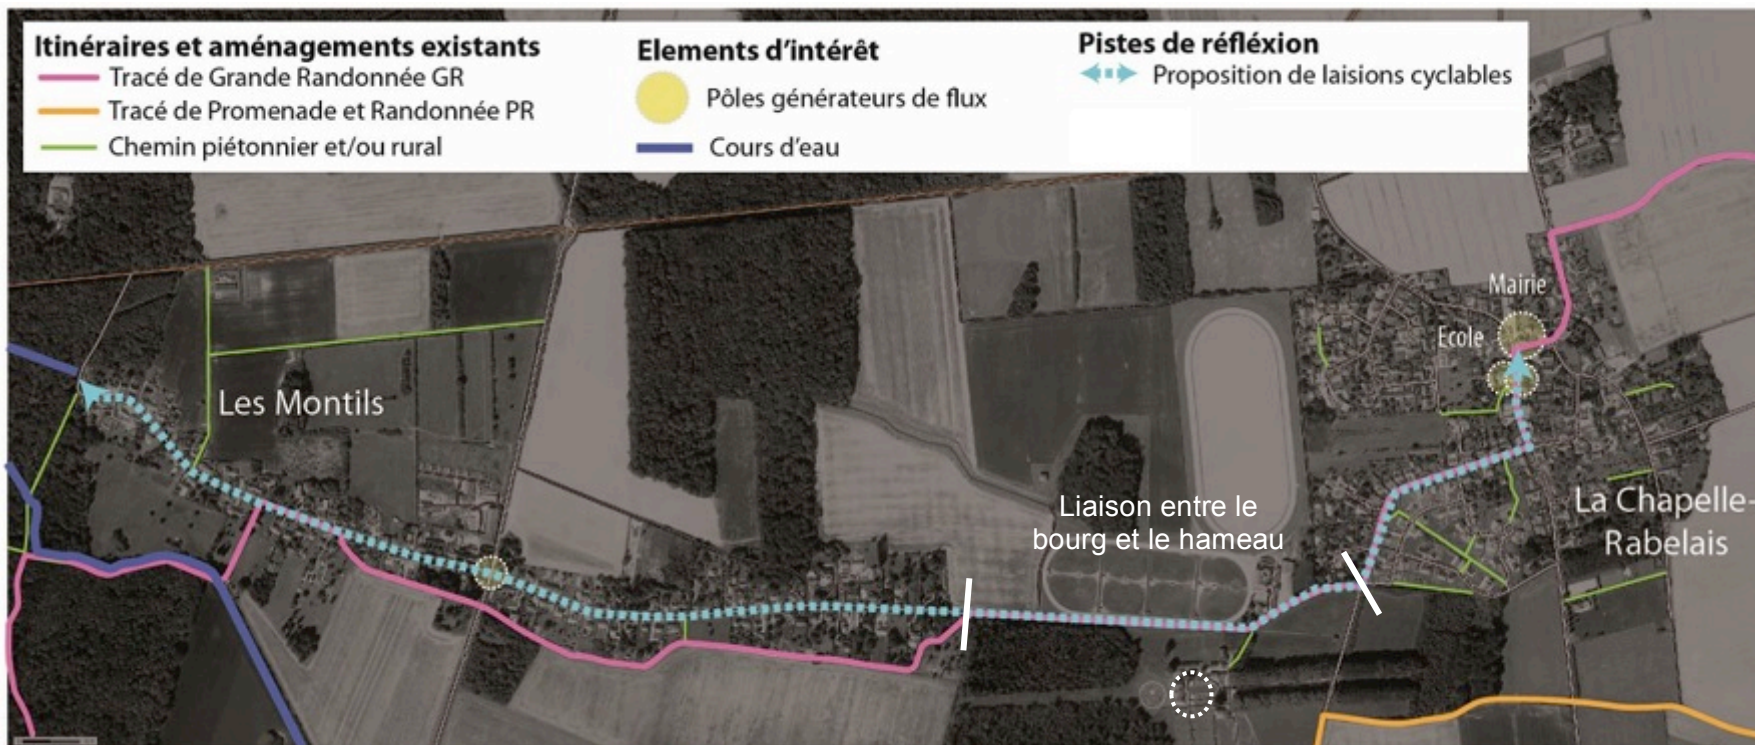 Itinéraires et aménagements existants
Tracé de Grande Randonnée GR
Tracé de Promenade et Randonnée PR
Chemin piétonnier et/ou rural
Elements d'intérêt
Pôles générateurs de flux
Cours d'eau
Pistes de réfléxion
Proposition de laisions cyclables
Mairie
Ecole
Les Montils
Liaison entre le
bourg et le hameau
La Chapelle-
Rabelais